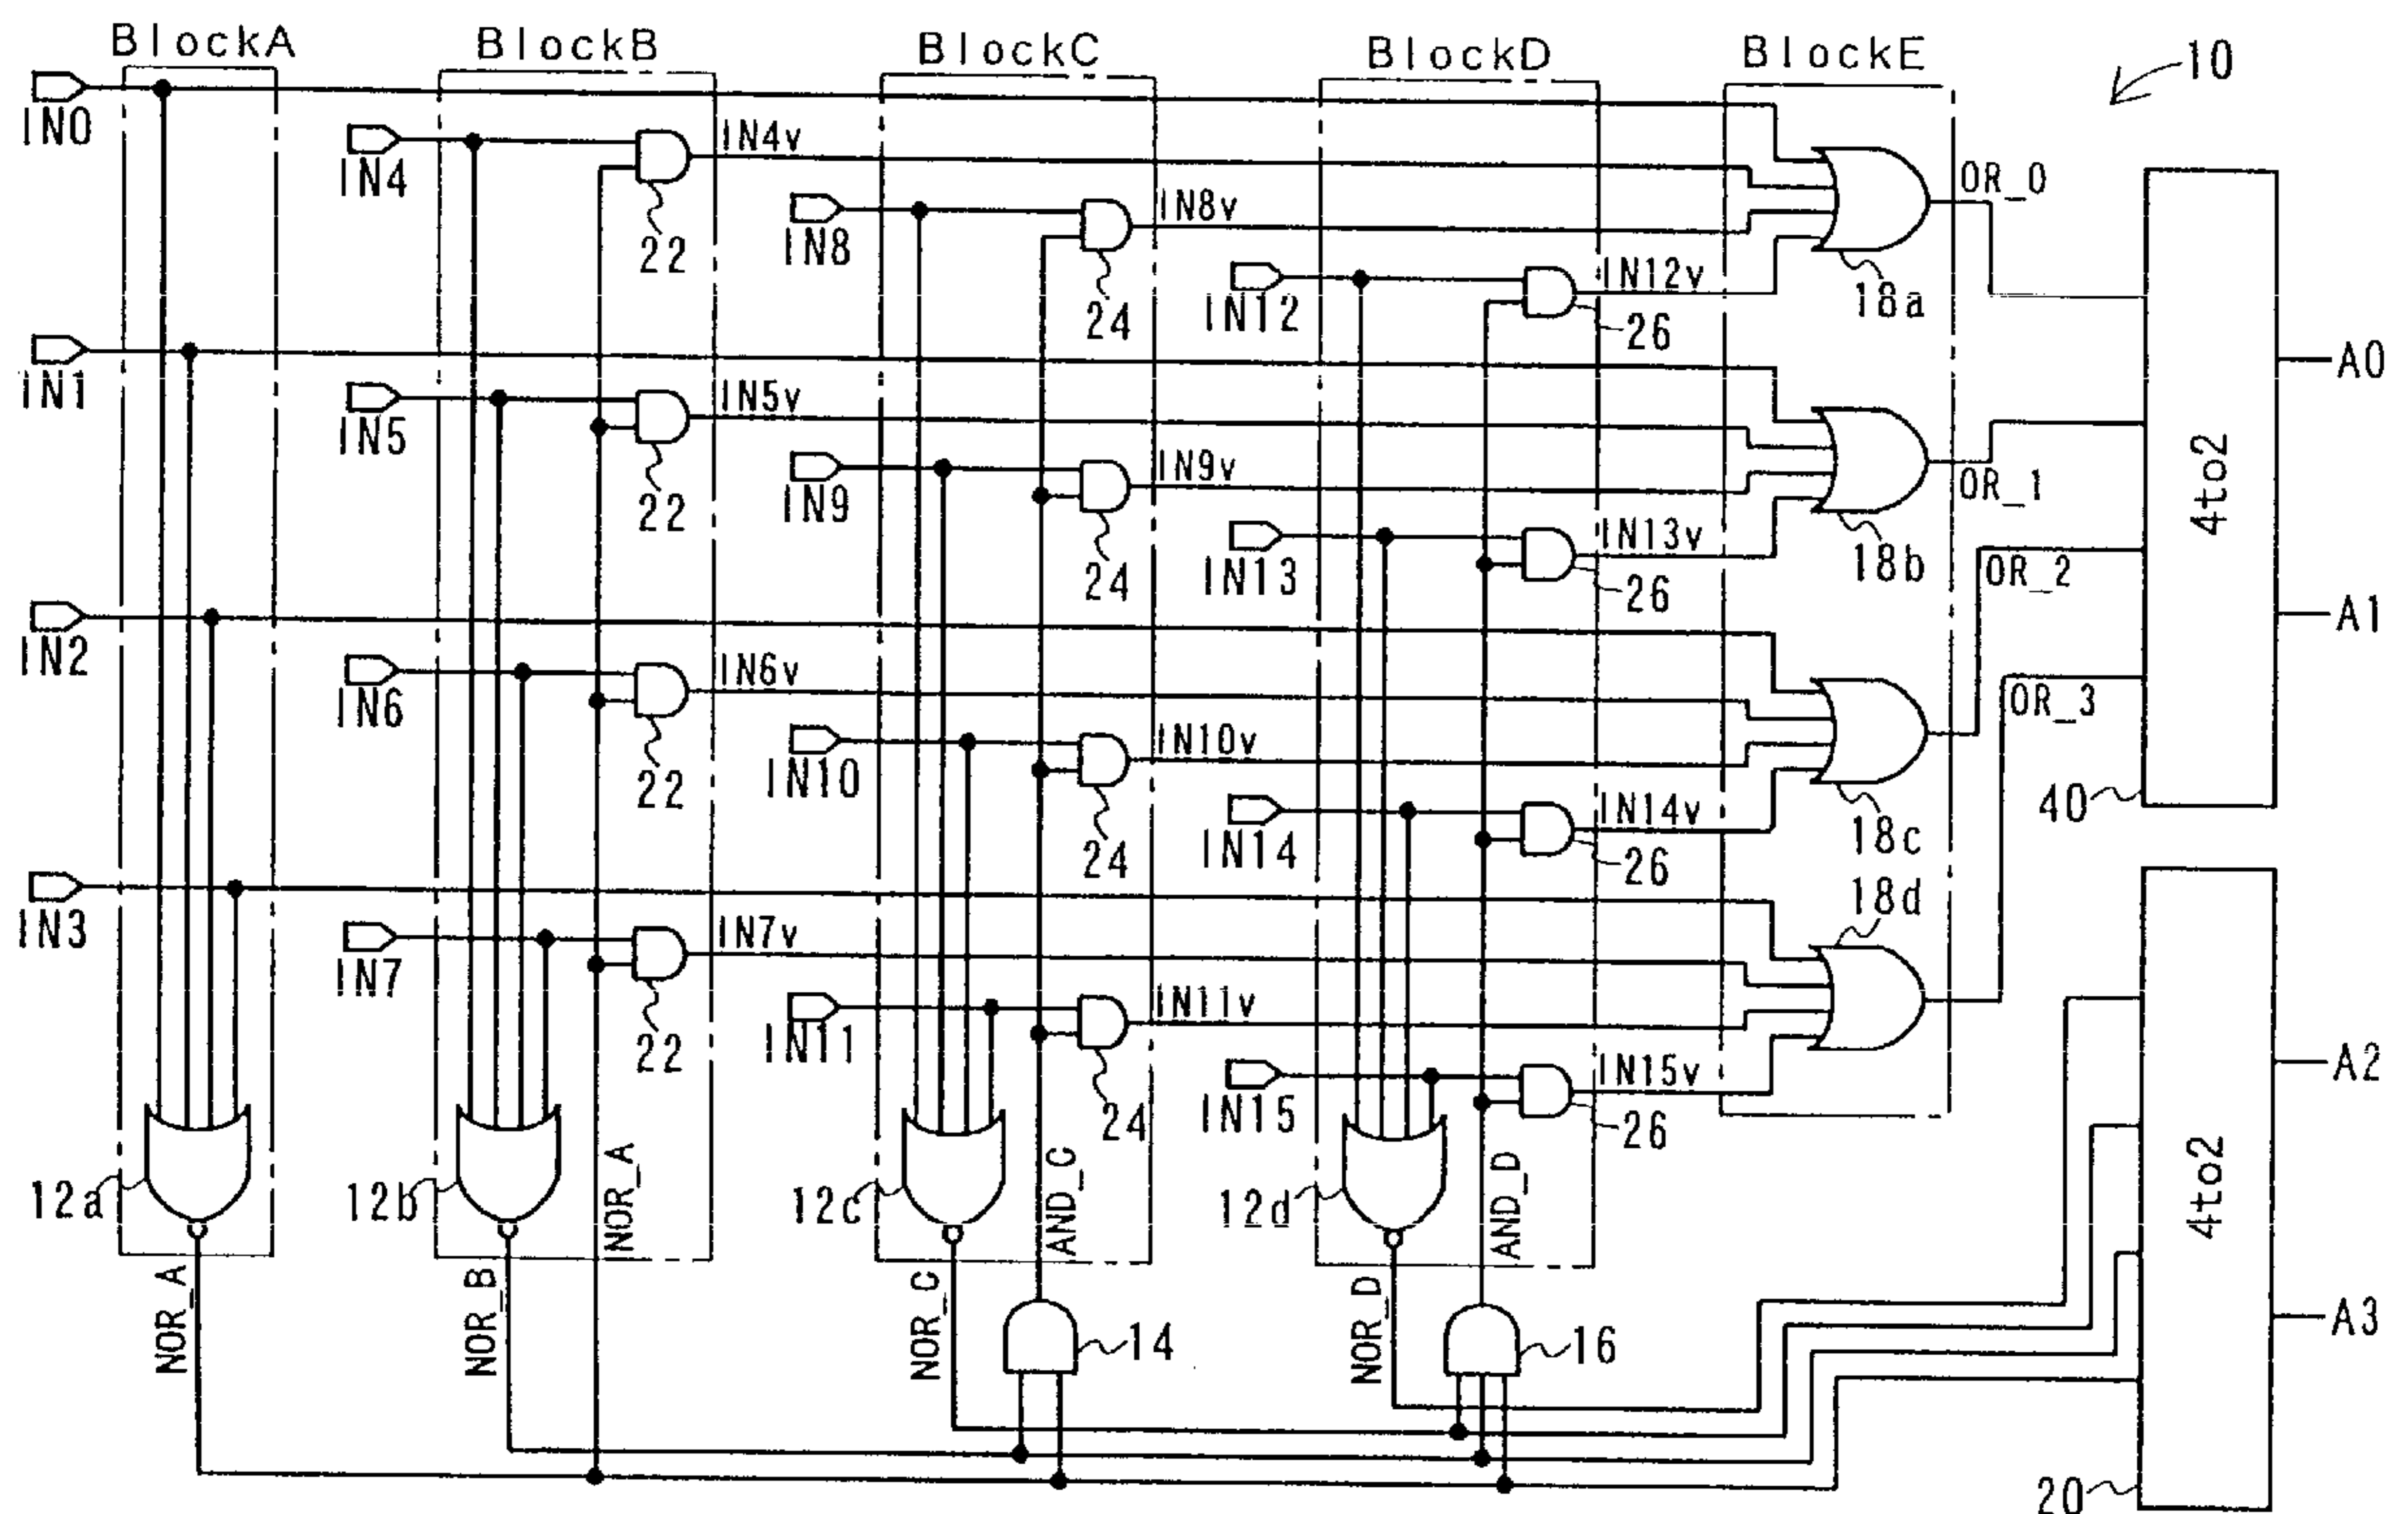 BlockA
BlockB
BlockC
BlockD
BlockE
10
IN0
IN4
IN4v
22
IN8
IN8v
24
IN12
IN12v
26
OR_0
18a
IN1
IN5
IN5v
22
IN9
IN9v
24
IN13
IN13v
26
OR_1
18b
4to2
A0
A1
OR_2
OR_3
40
IN2
IN6
IN6v
22
IN10
IN10v
24
IN14
IN14v
26
18c
18d
IN3
IN7
IN7v
22
IN11
IN11v
24
IN15
IN15v
26
12a
12b
NOR_A
12c
AND_C
12d
AND_D
4to2
A2
A3
NOR_A
NOR_B
NOR_C
14
NOR_D
16
20